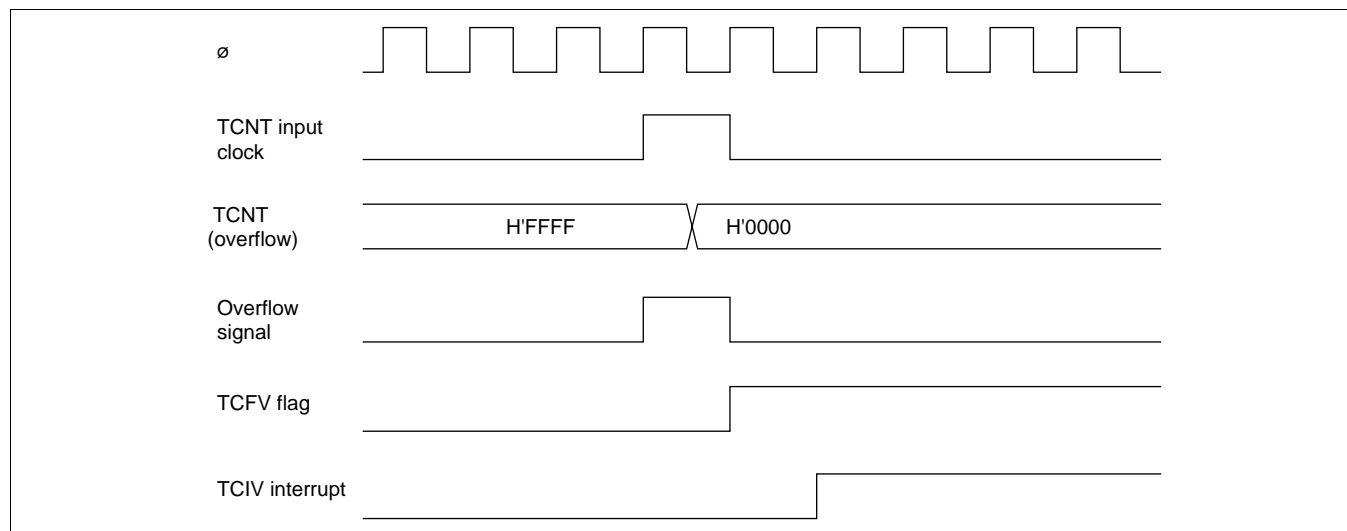 ø
TCNT input
clock
TCNT
(overflow)
H'FFFF
H'0000
Overflow
signal
TCFV flag
TCIV interrupt